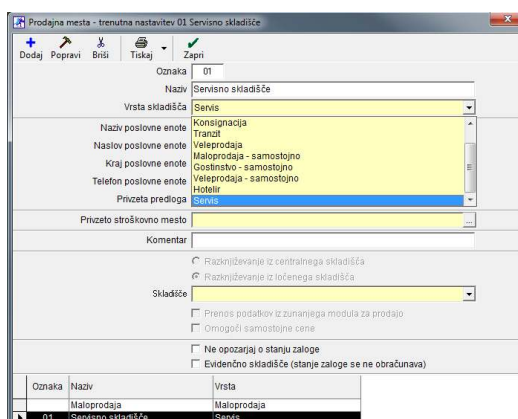 Prodajna mesta - trenutna nastavitev 01 Servisno skladišče
Dodaj Popravi Briši Tiskaj Zapri
Oznaka 01
Naziv Servisno skladišče
Vrsta skladišča Servis
Konsignacija
Naziv poslovne enote Tranzit
Veleprodaja
Naslov poslovne enote Maloprodaja - samostojno
Kraj poslovne enote Gostinstvo - samostojno
Telefon poslovne enote Veleprodaja - samostojno
Hotelir
Privzeta predloga Servis
Privzeto stroškovno mesto ...
Komentar
Razknjiževanje iz centralnega skladišča
Razknjiževanje iz ločenega skladišča
Skladišče
Prenos podatkov iz zunanjega modula za prodajo
Omogoči samostojne cene
Ne opozarjaj o stanju zaloge
Evidenčno skladišče (stanje zaloge se ne obračunava)
Oznaka Naziv Vrsta
Maloprodaja Maloprodaja
01 Servisno skladišče Servis